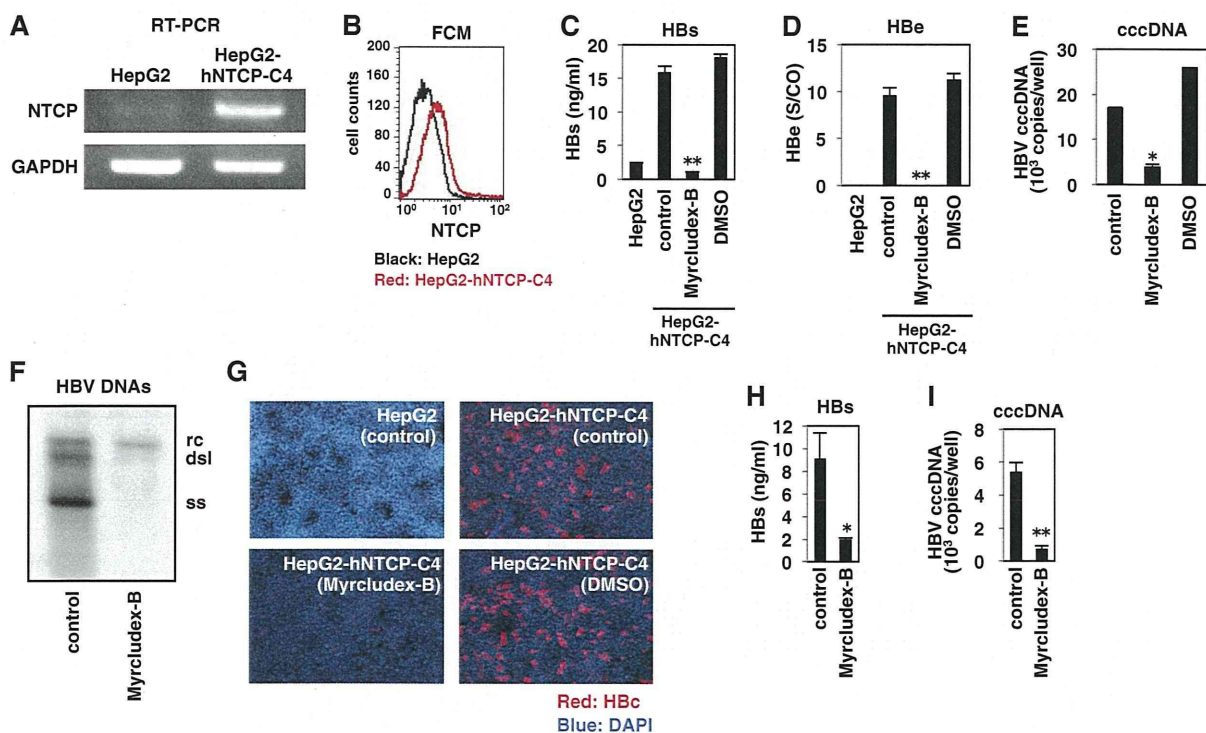 A
RT-PCR
HepG2
HepG2-
hNTCP-C4
NTCP
GAPDH
B
FCM
cell counts
200
160
120
80
40
0
10⁰ 10¹ 10²
NTCP
Black: HepG2
Red: HepG2-hNTCP-C4
C
HBs
HBs (ng/ml)
20
15
10
5
0
**
HepG2
control
Myrcludex-B
DMSO
HepG2-
hNTCP-C4
D
HBe
HBe (S/CO)
15
10
5
0
**
HepG2
control
Myrcludex-B
DMSO
HepG2-
hNTCP-C4
E
cccDNA
HBV cccDNA
(10³ copies/well)
30
20
10
0
*
control
Myrcludex-B
DMSO
F
HBV DNAs
rc
dsl
ss
control
Myrcludex-B
G
HepG2
(control)
HepG2-hNTCP-C4
(control)
HepG2-hNTCP-C4
(Myrcludex-B)
HepG2-hNTCP-C4
(DMSO)
Red: HBc
Blue: DAPI
H
HBs
HBs (ng/ml)
12
10
8
6
4
2
0
*
control
Myrcludex-B
I
cccDNA
HBV cccDNA
(10³ copies/well)
8
6
4
2
0
**
control
Myrcludex-B